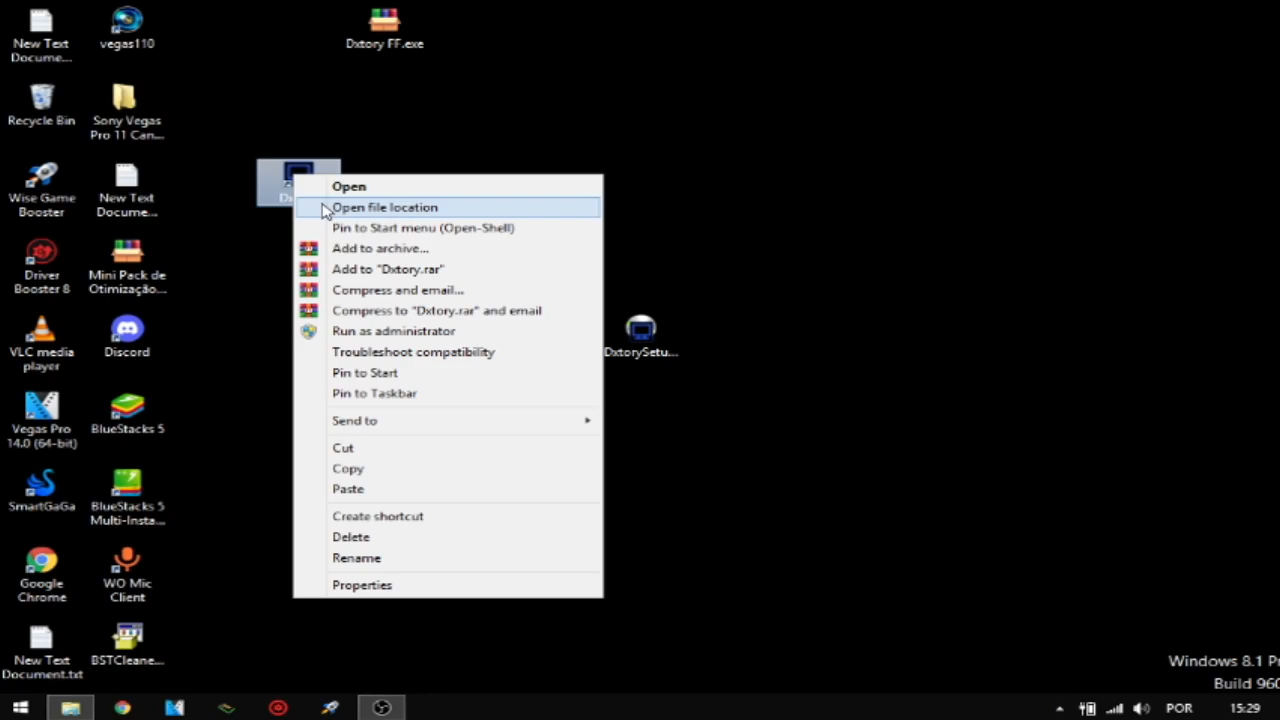 New Text
Docume...
vegas110
Dxtory FF.exe
Recycle Bin
Sony Vegas
Pro 11 Can...
Wise Game
Booster
New Text
Docume...
Driver
Booster 8
Mini Pack de
Otimização...
VLC media
player
Discord
Vegas Pro
14.0 (64-bit)
BlueStacks 5
SmartGaGa
BlueStacks 5
Multi-Insta...
Google
Chrome
WO Mic
Client
New Text
Document.txt
BSTCleane...
Open
Open file location
Pin to Start menu (Open-Shell)
Add to archive...
Add to "Dxtory.rar"
Compress and email...
Compress to "Dxtory.rar" and email
Run as administrator
Troubleshoot compatibility
Pin to Start
Pin to Taskbar
Send to
Cut
Copy
Paste
Create shortcut
Delete
Rename
Properties
DxtorySetu...
Windows 8.1 Pr
Build 960
POR
15:29